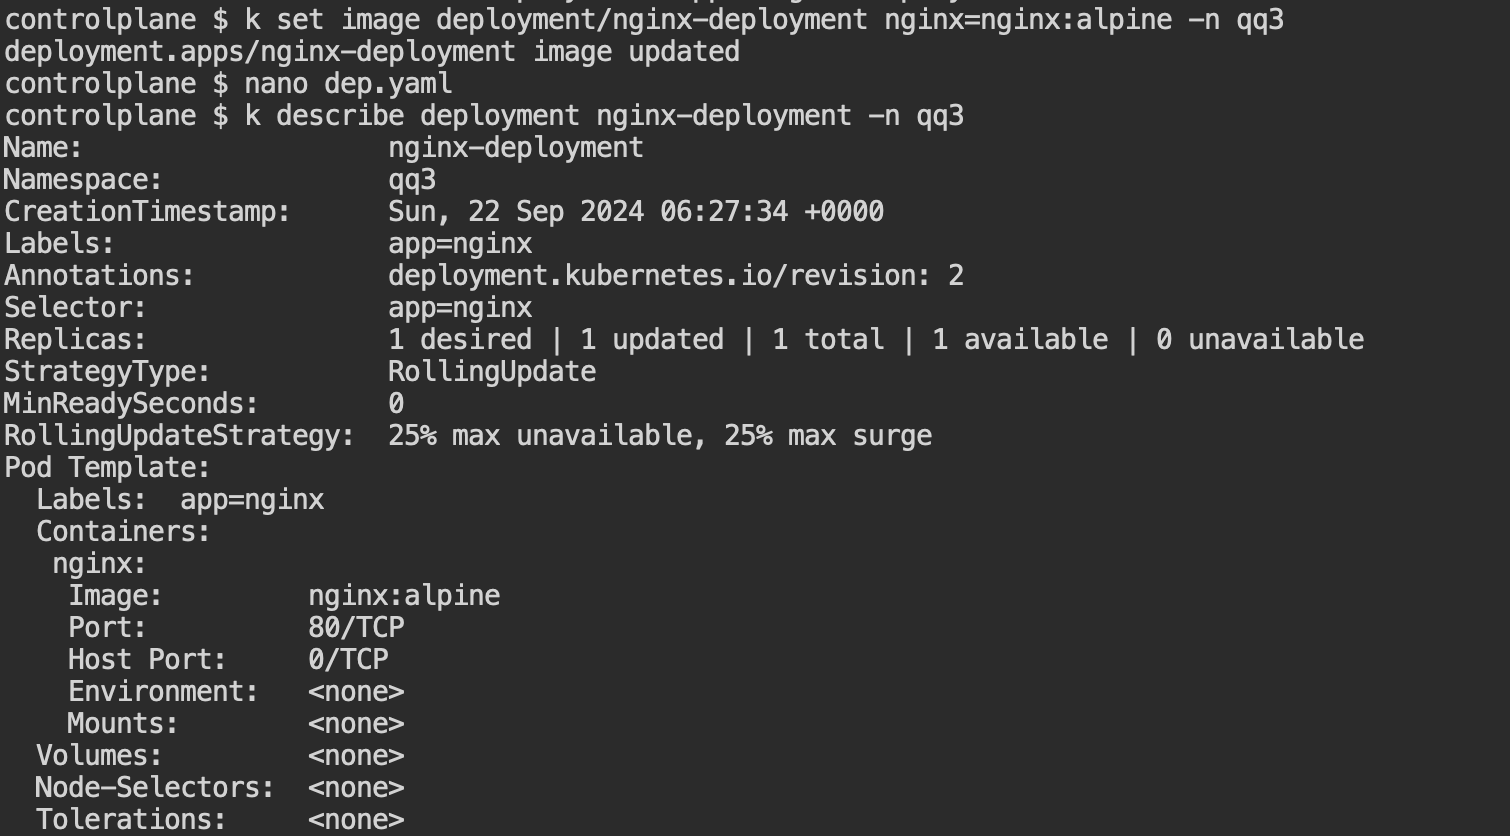 controlplane $ k set image deployment/nginx-deployment nginx=nginx:alpine -n qq3
deployment.apps/nginx-deployment image updated
controlplane $ nano dep.yaml
controlplane $ k describe deployment nginx-deployment -n qq3
Name:                   nginx-deployment
Namespace:              qq3
CreationTimestamp:      Sun, 22 Sep 2024 06:27:34 +0000
Labels:                 app=nginx
Annotations:            deployment.kubernetes.io/revision: 2
Selector:               app=nginx
Replicas:               1 desired | 1 updated | 1 total | 1 available | 0 unavailable
StrategyType:           RollingUpdate
MinReadySeconds:        0
RollingUpdateStrategy:  25% max unavailable, 25% max surge
Pod Template:
  Labels:  app=nginx
  Containers:
   nginx:
    Image:         nginx:alpine
    Port:          80/TCP
    Host Port:     0/TCP
    Environment:   <none>
    Mounts:        <none>
  Volumes:         <none>
  Node-Selectors:  <none>
  Tolerations:     <none>